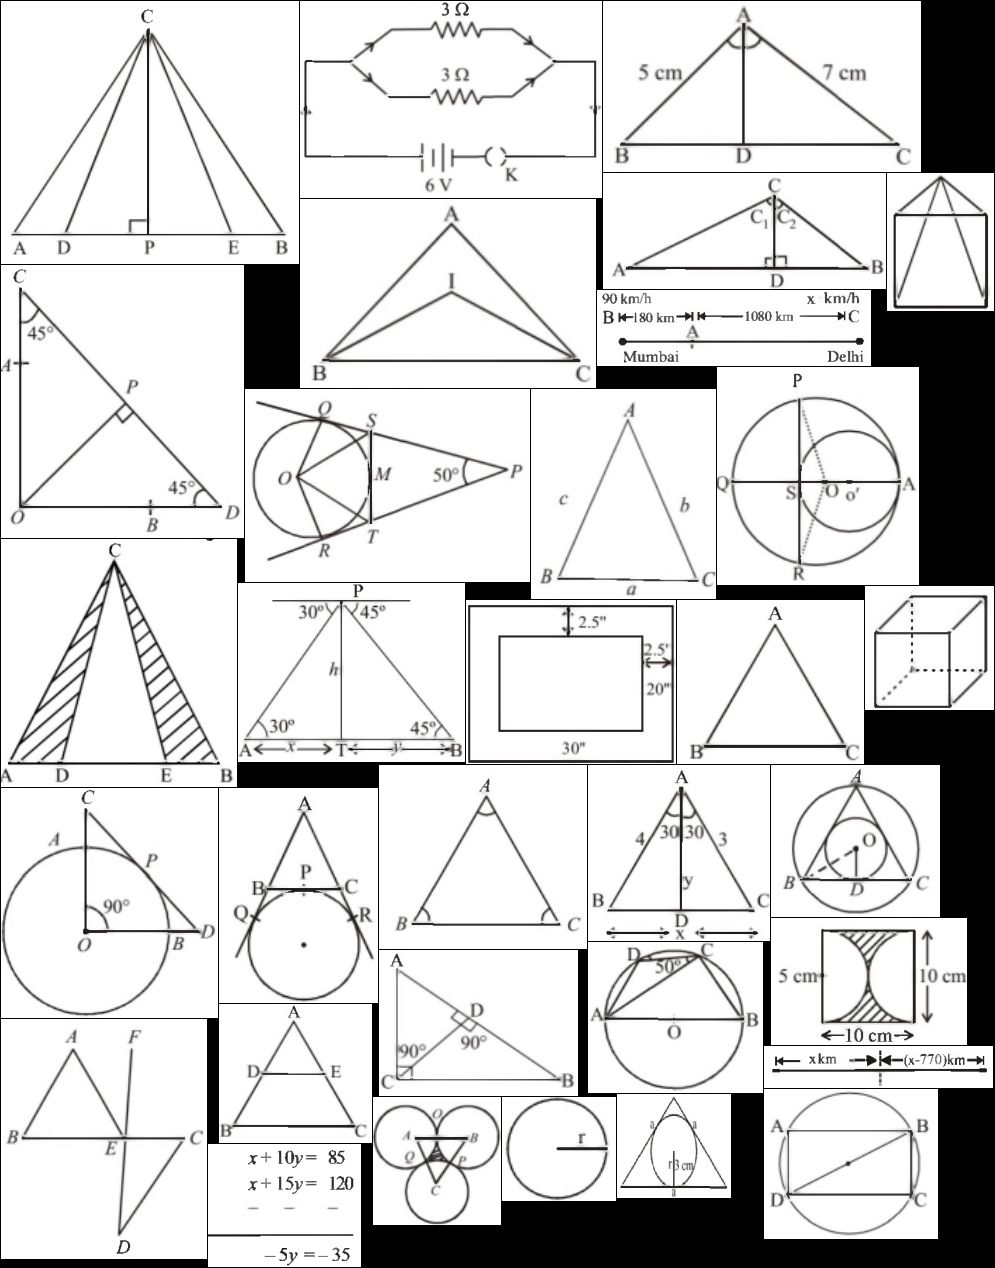 C
A D P E B
3 Ω
3 Ω
6 V K
A
5 cm 7 cm
B D C
C
C₁ C₂
A D B
A
I
B C
90 km/h x km/h
B 180 km 1080 km C
A
Mumbai Delhi
C
45°
A
P
45°
O B D
Q S
O M 50° P
R T
A
c b
B a C
P
Q S O o' A
R
C
A D E B
P
30° 45°
h
30° 45°
A x T y B
2.5"
2.5"
20"
30"
A
B C
C
A P
90°
O B D
A
P
B C
Q R
A
B C
A
4 30 30 3
y
B D C
x
A
O
B D C
A
D
90° 90°
C B
D C
50°
A O B
5 cm 10 cm
10 cm
x km (x-770)km
A F
B E C
D
A
D E
B C
x + 10y = 85
x + 15y = 120
– – –
– 5y = – 35
O
A B
Q P
C
r
a a
r 3 cm
a
A B
D C